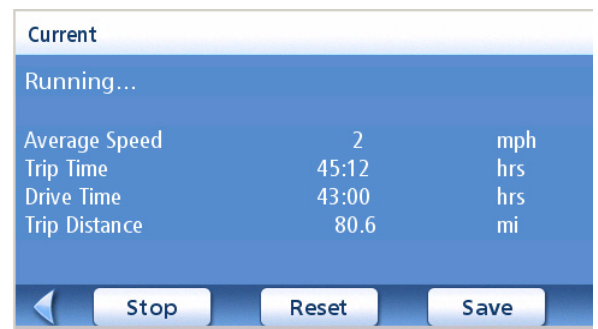 Current
Running...
Average Speed 2 mph
Trip Time 45:12 hrs
Drive Time 43:00 hrs
Trip Distance 80.6 mi
Stop Reset Save